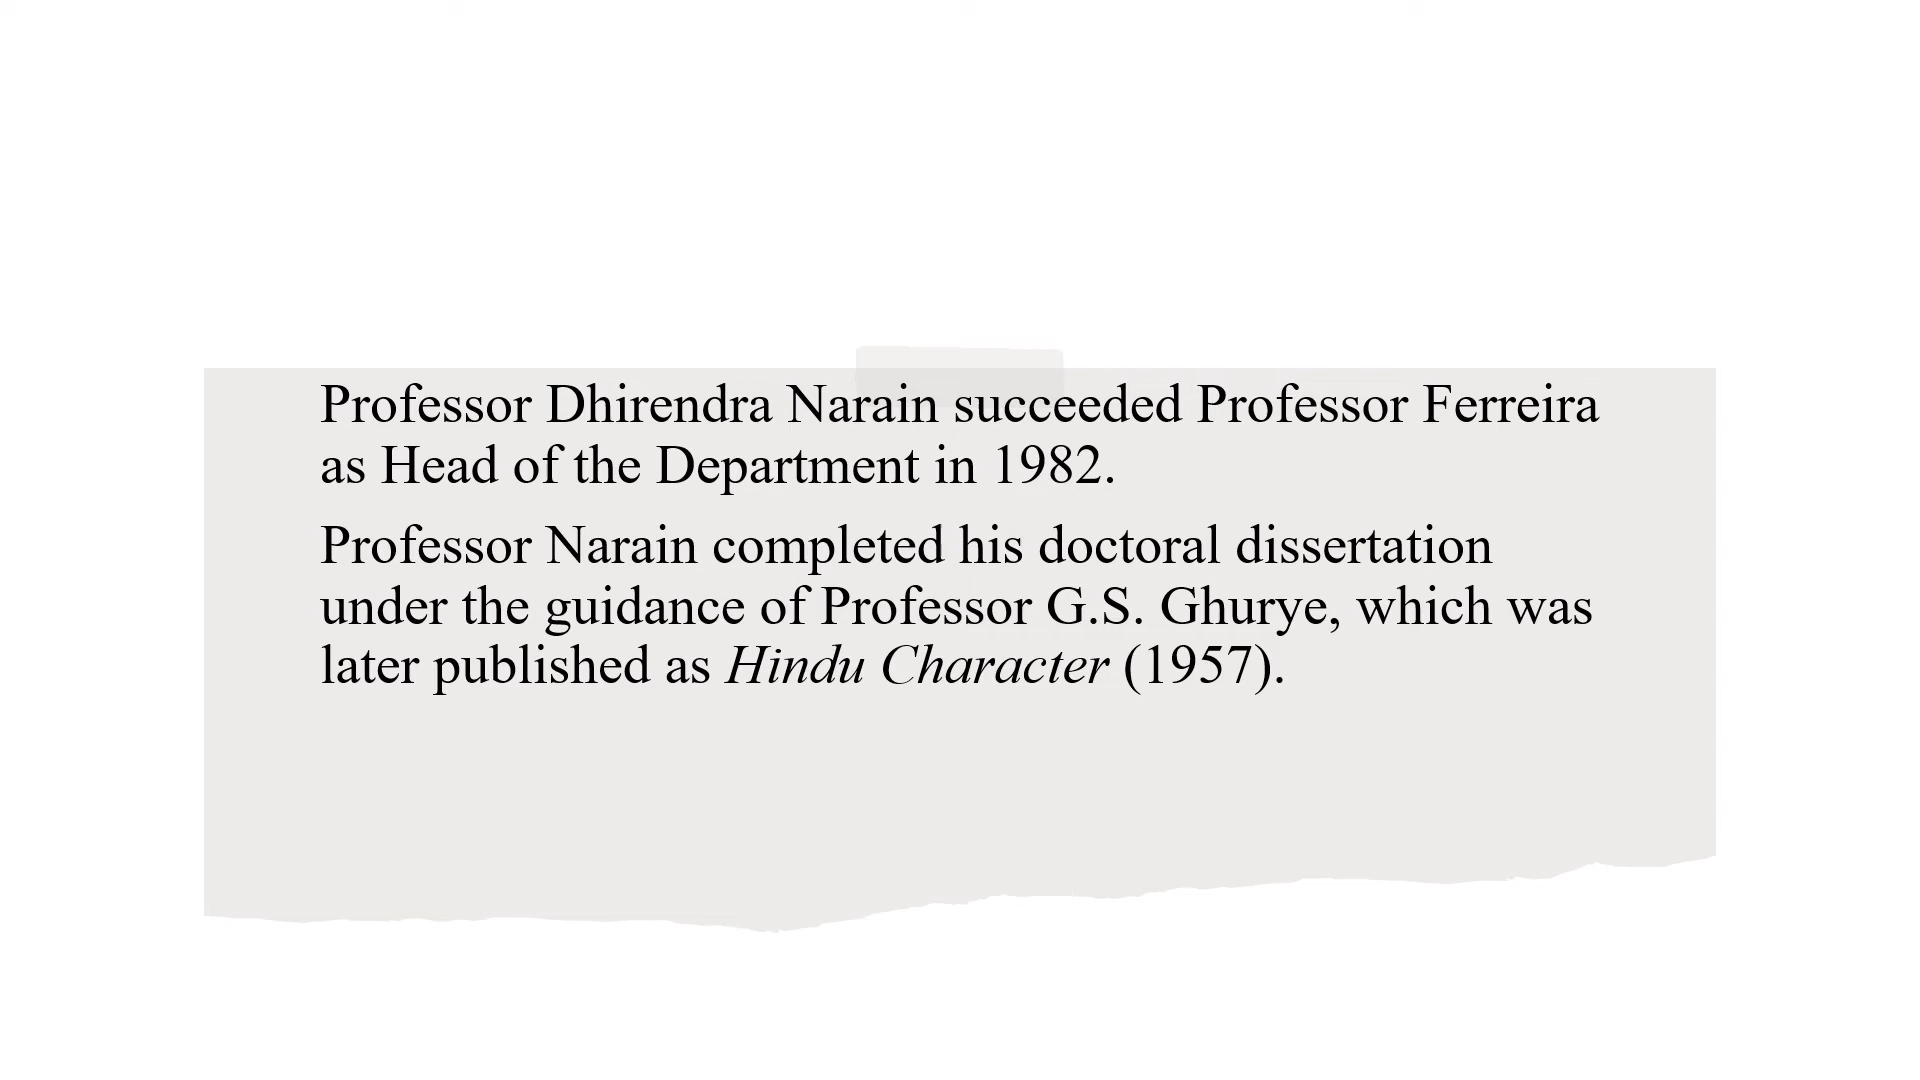 Professor Dhirendra Narain succeeded Professor Ferreira
as Head of the Department in 1982.
Professor Narain completed his doctoral dissertation
under the guidance of Professor G.S. Ghurye, which was
later published as Hindu Character (1957).